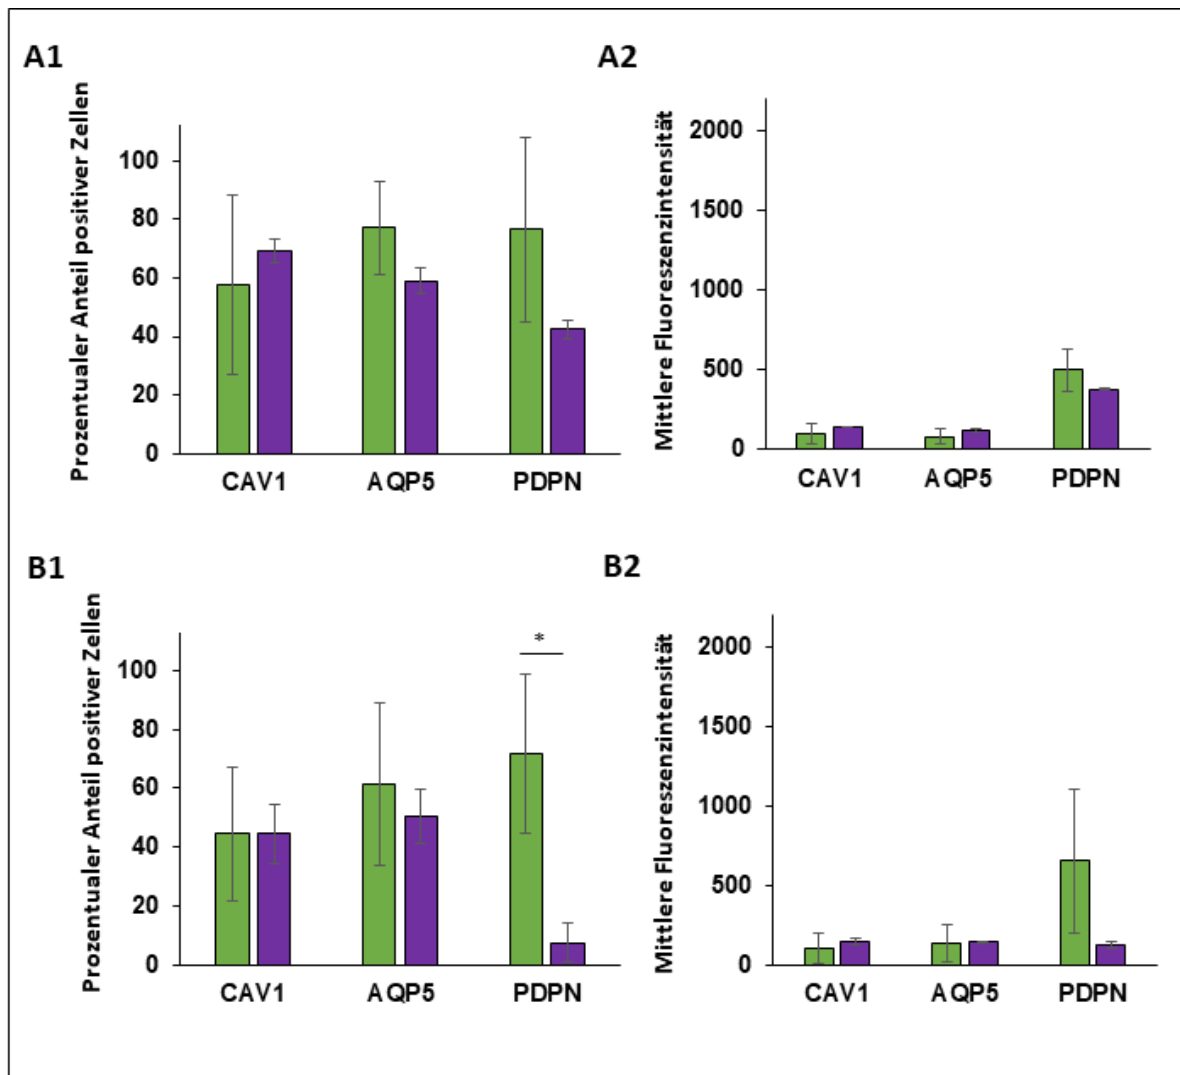 A1
Prozentualer Anteil positiver Zellen
100
80
60
40
20
0
CAV1 AQP5 PDPN
A2
Mittlere Fluoreszenzintensität
2000
1500
1000
500
0
CAV1 AQP5 PDPN
B1
Prozentualer Anteil positiver Zellen
100
80
60
40
20
0
*
CAV1 AQP5 PDPN
B2
Mittlere Fluoreszenzintensität
2000
1500
1000
500
0
CAV1 AQP5 PDPN